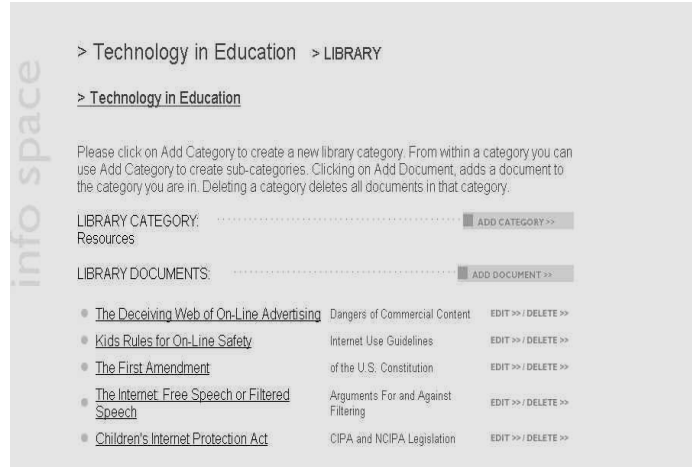 info space
> Technology in Education > LIBRARY
> Technology in Education
Please click on Add Category to create a new library category. From within a category you can
use Add Category to create sub-categories. Clicking on Add Document, adds a document to
the category you are in. Deleting a category deletes all documents in that category.
LIBRARY CATEGORY: ADD CATEGORY >>
Resources
LIBRARY DOCUMENTS: ADD DOCUMENT >>
The Deceiving Web of On-Line Advertising Dangers of Commercial Content EDIT >> / DELETE >>
Kids Rules for On-Line Safety Internet Use Guidelines EDIT >> / DELETE >>
The First Amendment of the U.S. Constitution EDIT >> / DELETE >>
The Internet: Free Speech or Filtered Arguments For and Against EDIT >> / DELETE >>
Speech Filtering
Children's Internet Protection Act CIPA and NCIPA Legislation EDIT >> / DELETE >>